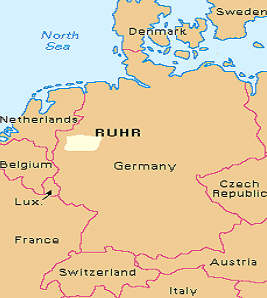 Sweden
North
Sea
Denmark
Netherlands
RUHR
Belgium
Germany
Lux.
Czech
Republic
France
Austria
Switzerland
Italy